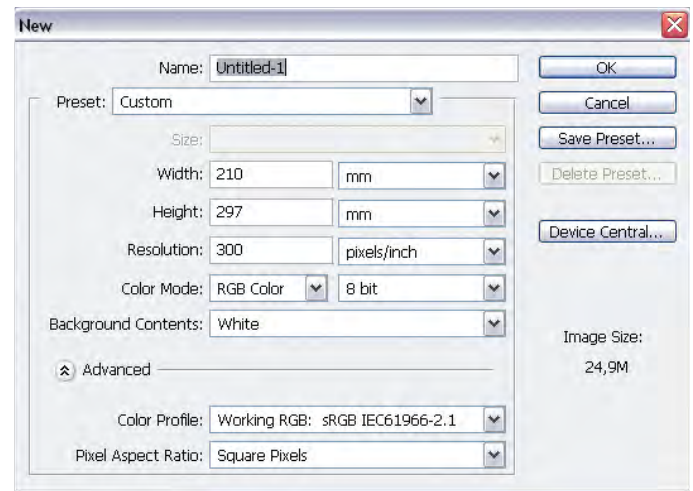 New
Name: Untitled-1
OK
Preset: Custom
Cancel
Size:
Save Preset...
Width: 210 mm
Delete Preset...
Height: 297 mm
Device Central...
Resolution: 300 pixels/inch
Color Mode: RGB Color 8 bit
Background Contents: White
Image Size:
24,9M
Advanced
Color Profile: Working RGB: sRGB IEC61966-2.1
Pixel Aspect Ratio: Square Pixels